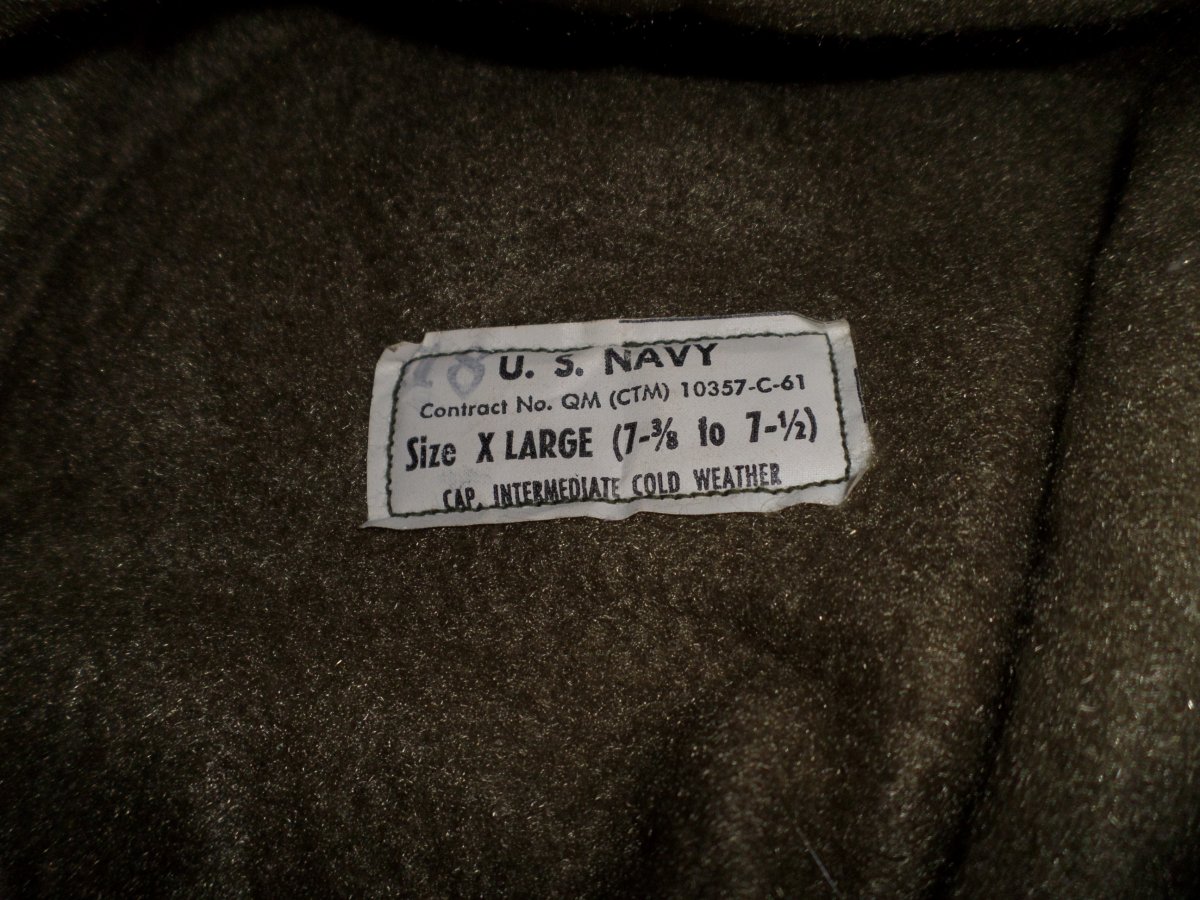 18 U. S. NAVY
Contract No. QM (CTM) 10357-C-61
Size X LARGE (7-⅜ to 7-½)
CAP, INTERMEDIATE COLD WEATHER